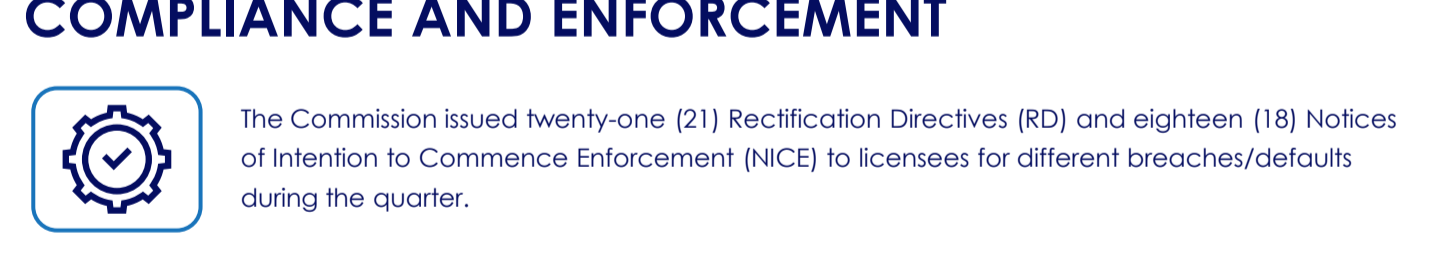 COMPLIANCE AND ENFORCEMENT
The Commission issued twenty-one (21) Rectification Directives (RD) and eighteen (18) Notices
of Intention to Commence Enforcement (NICE) to licensees for different breaches/defaults
during the quarter.